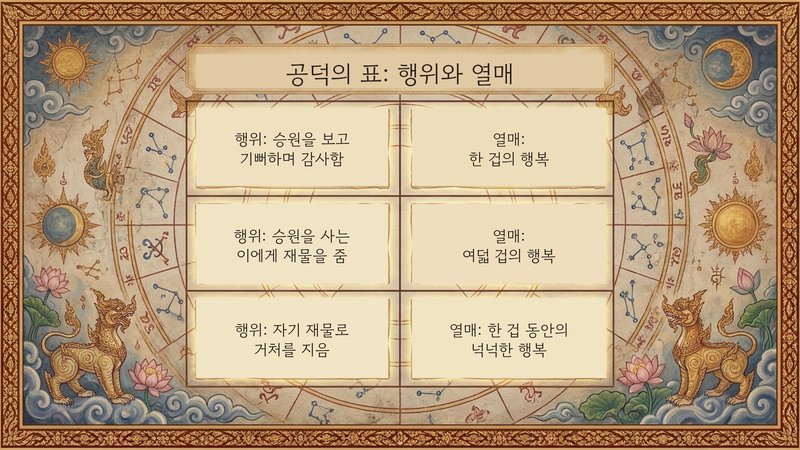 공덕의 표: 행위와 열매
행위: 승원을 보고
기뻐하며 감사함
열매:
한 겁의 행복
행위: 승원을 사는
이에게 재물을 줌
열매:
여덟 겁의 행복
행위: 자기 재물로
거처를 지음
열매: 한 겁 동안의
넉넉한 행복